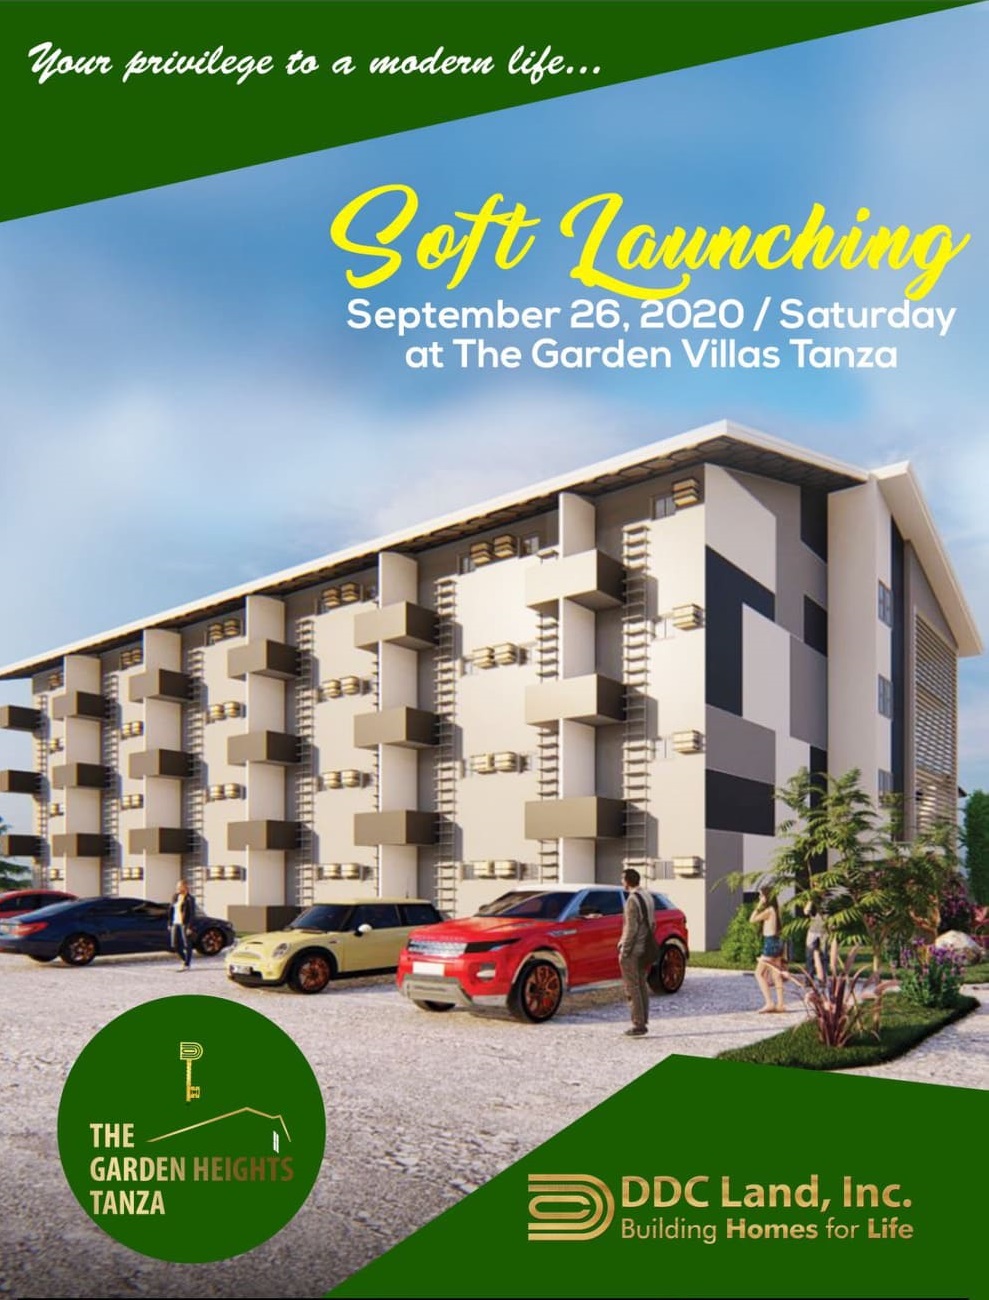 Your privilege to a modern life...
Soft Launching
September 26, 2020 / Saturday
at The Garden Villas Tanza
THE
GARDEN HEIGHTS
TANZA
DDC Land, Inc.
Building Homes for Life